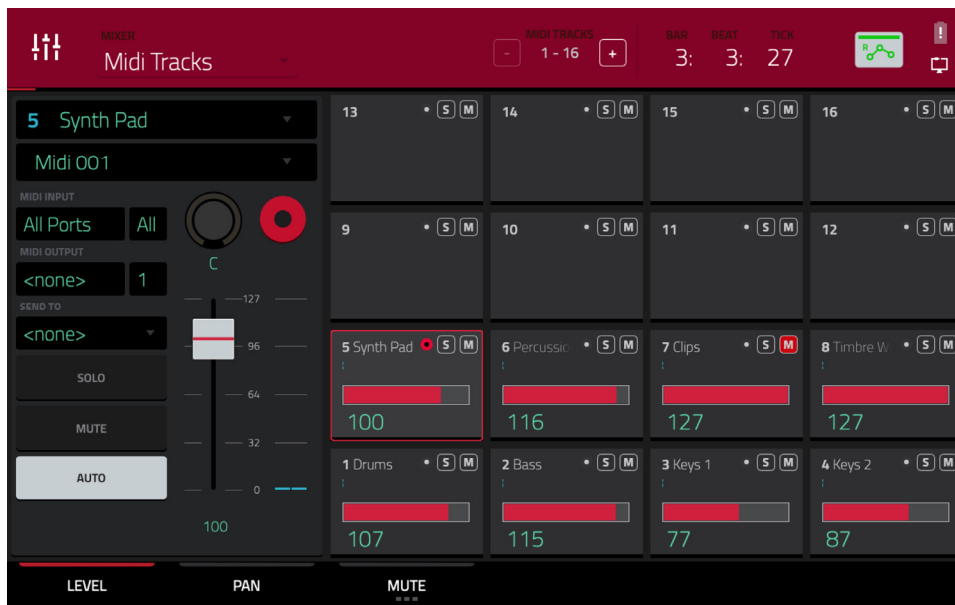 MIXER
Midi Tracks
MIDI TRACKS
- 1 - 16 +
BAR BEAT TICK
3: 3: 27
R
!
5 Synth Pad
Midi 001
MIDI INPUT
All Ports All
MIDI OUTPUT
<none> 1
SEND TO
<none>
SOLO
MUTE
AUTO
C
127
96
64
32
0
100
13 S M
14 S M
15 S M
16 S M
9 S M
10 S M
11 S M
12 S M
5 Synth Pad S M
100
6 Percussio S M
116
7 Clips S M
127
8 Timbre W S M
127
1 Drums S M
107
2 Bass S M
115
3 Keys 1 S M
77
4 Keys 2 S M
87
LEVEL
PAN
MUTE